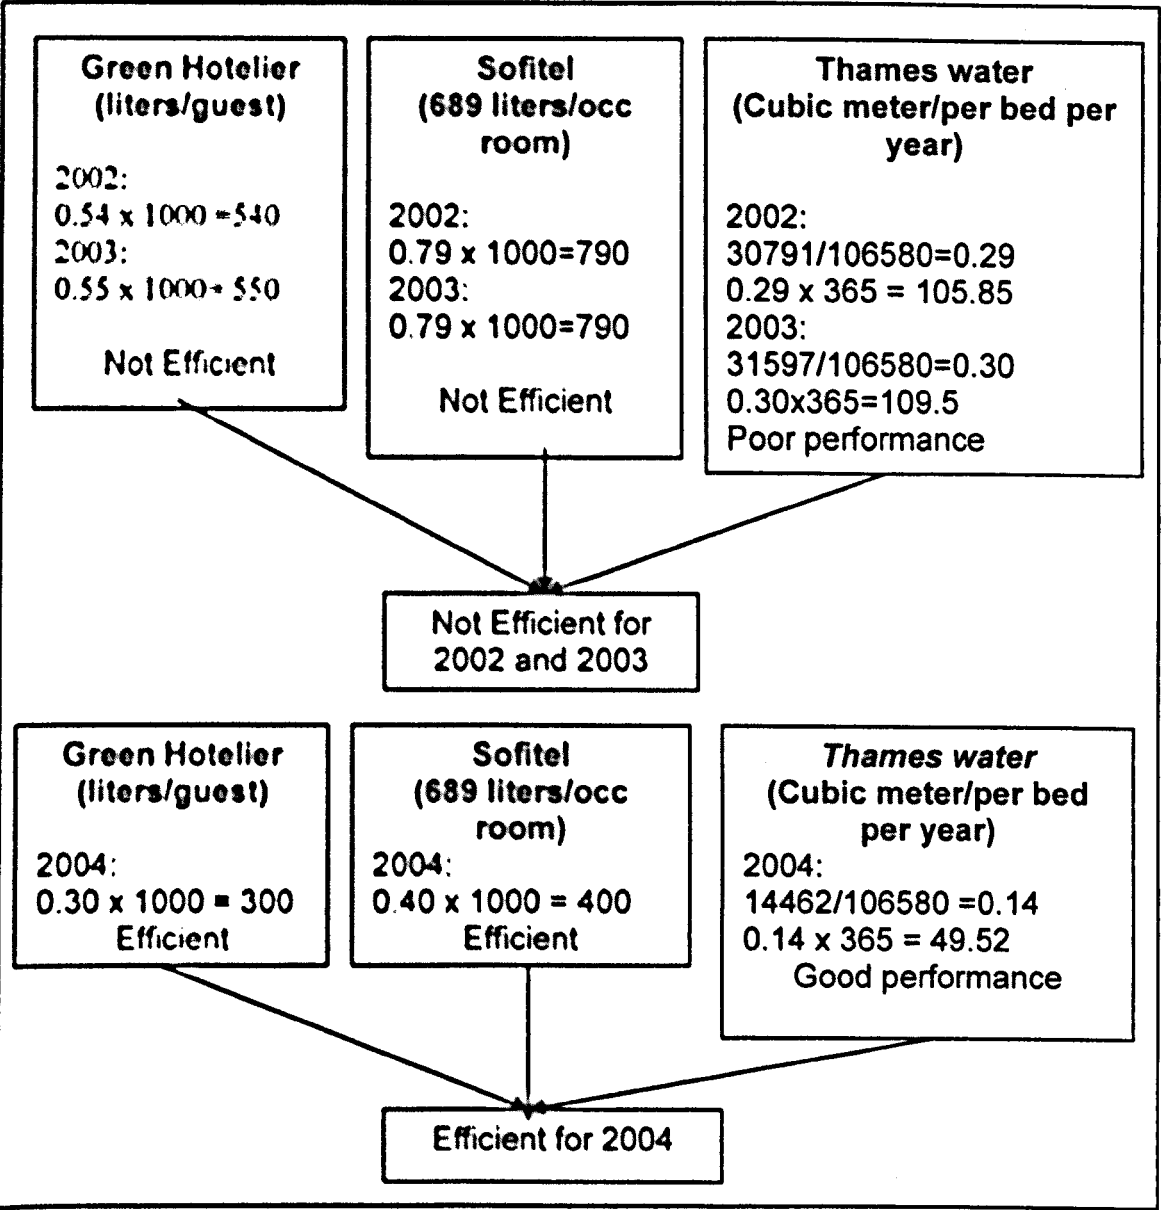 Green Hotelier
(liters/guest)
2002:
0.54 x 1000 =540
2003:
0.55 x 1000= 550
Not Efficient
Sofitel
(689 liters/occ
room)
2002:
0.79 x 1000=790
2003:
0.79 x 1000=790
Not Efficient
Thames water
(Cubic meter/per bed per
year)
2002:
30791/106580=0.29
0.29 x 365 = 105.85
2003:
31597/106580=0.30
0.30x365=109.5
Poor performance
Not Efficient for
2002 and 2003
Green Hotelier
(liters/guest)
2004:
0.30 x 1000 = 300
Efficient
Sofitel
(689 liters/occ
room)
2004:
0.40 x 1000 = 400
Efficient
Thames water
(Cubic meter/per bed
per year)
2004:
14462/106580 =0.14
0.14 x 365 = 49.52
Good performance
Efficient for 2004